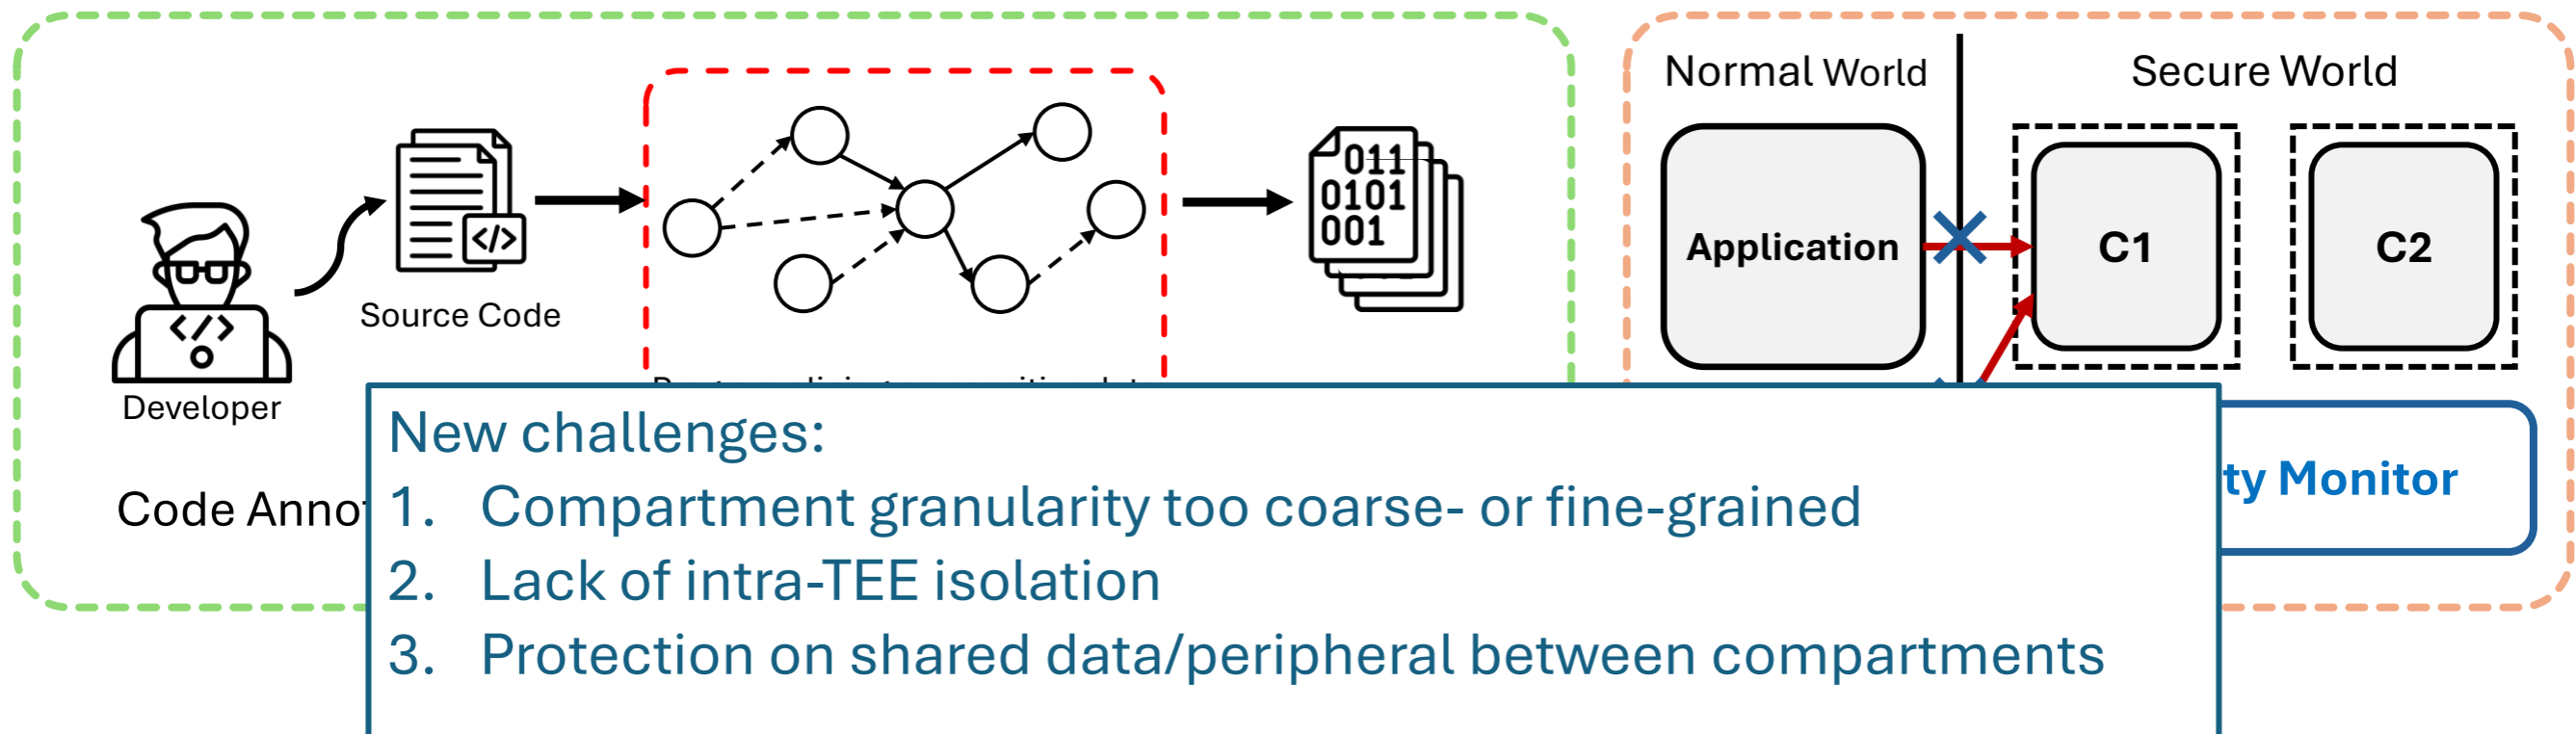 Normal World
Secure World
011
0101
001
</>
Application
C1
C2
Source Code
</>
Developer
New challenges:
Code
ty Monitor
1. Compartment granularity too coarse- or fine-grained
2. Lack of intra-TEE isolation
3. Protection on shared data/peripheral between compartments